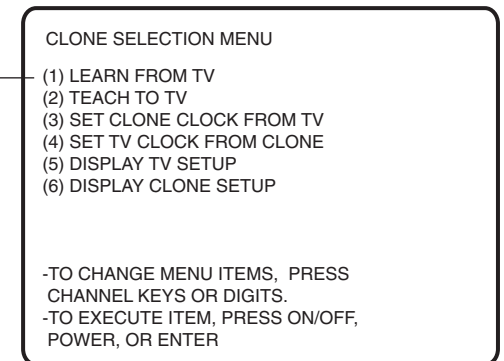 CLONE SELECTION MENU
(1) LEARN FROM TV
(2) TEACH TO TV
(3) SET CLONE CLOCK FROM TV
(4) SET TV CLOCK FROM CLONE
(5) DISPLAY TV SETUP
(6) DISPLAY CLONE SETUP
-TO CHANGE MENU ITEMS, PRESS
CHANNEL KEYS OR DIGITS.
-TO EXECUTE ITEM, PRESS ON/OFF,
POWER, OR ENTER